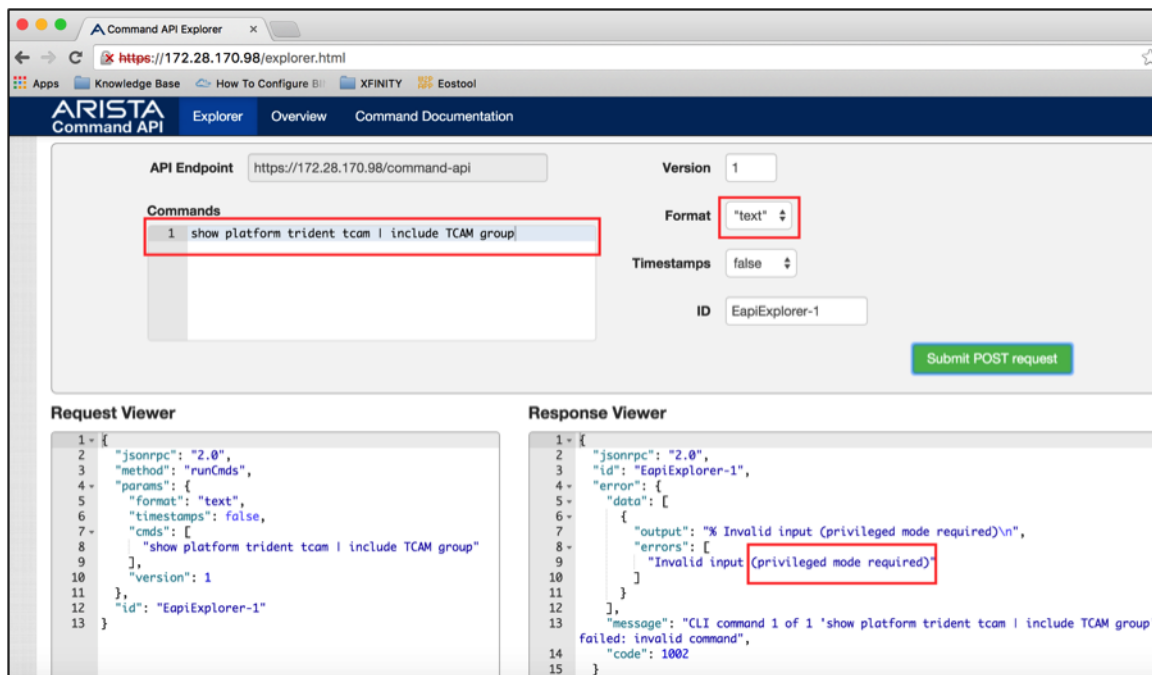 Command API Explorer
https://172.28.170.98/explorer.html
Apps Knowledge Base How To Configure XFINITY Eostool
ARISTA
Command API
Explorer Overview Command Documentation
API Endpoint https://172.28.170.98/command-api
Version 1
Commands
Format "text"
1 show platform trident tcam | include TCAM group
Timestamps false
ID EapiExplorer-1
Submit POST request
Request Viewer
1 {
2 "jsonrpc": "2.0",
3 "method": "runCmds",
4 "params": {
5 "format": "text",
6 "timestamps": false,
7 "cmds": [
8 "show platform trident tcam | include TCAM group"
9 ],
10 "version": 1
11 },
12 "id": "EapiExplorer-1"
13 }
Response Viewer
1 {
2 "jsonrpc": "2.0",
3 "id": "EapiExplorer-1",
4 "error": {
5 "data": [
6 {
7 "output": "% Invalid input (privileged mode required)\n",
8 "errors": [
9 "Invalid input (privileged mode required)"
10 ]
11 }
12 ],
13 "message": "CLI command 1 of 1 'show platform trident tcam | include TCAM group
failed: invalid command",
14 "code": 1002
15 }